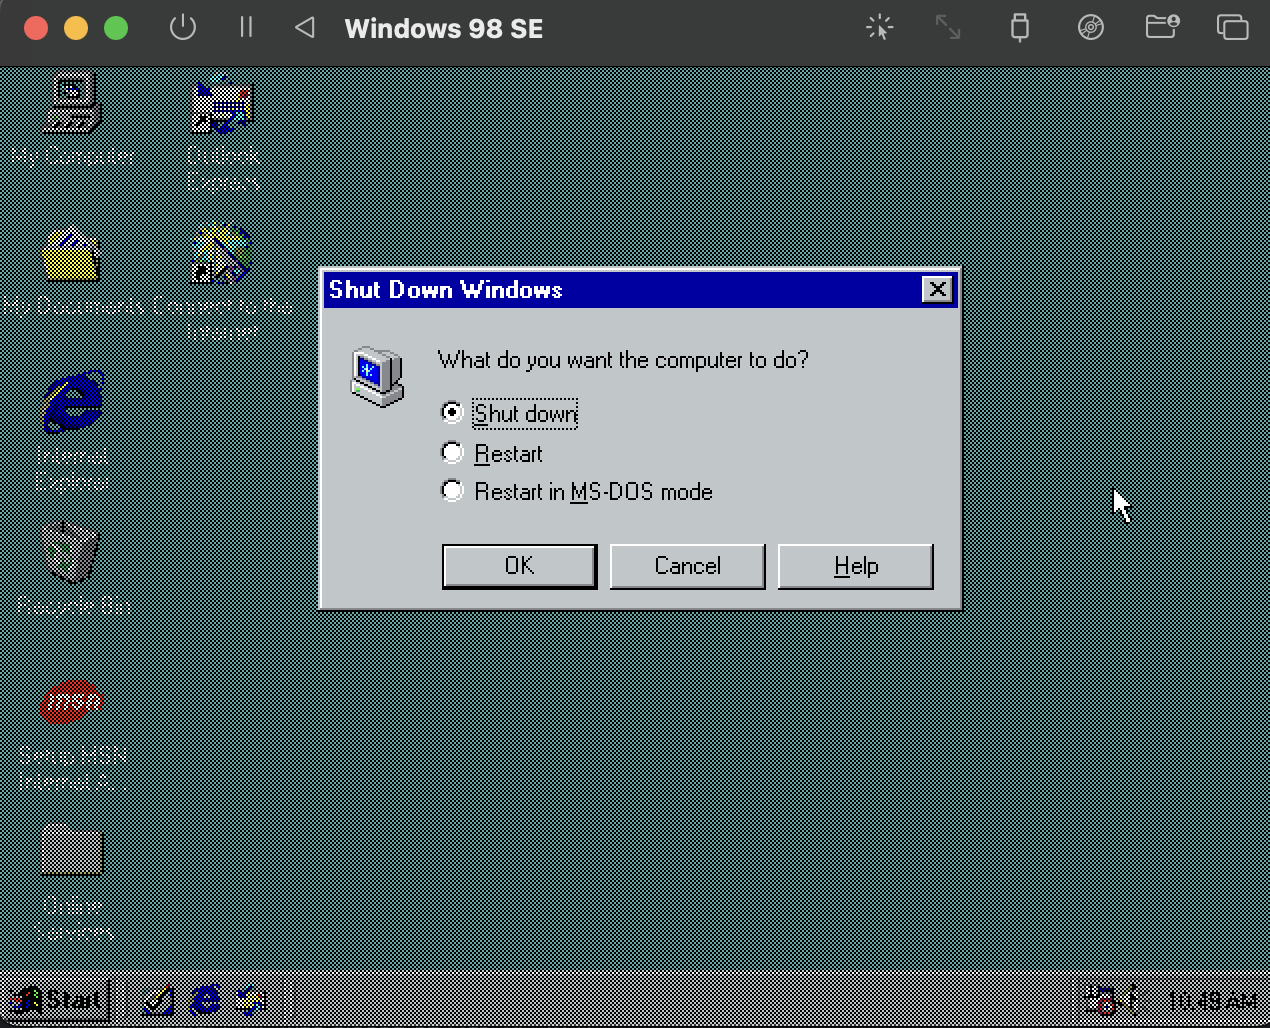 Windows 98 SE
My Computer
Outlook
Express
My Documents
Connect to the
Internet
Internet
Explorer
Recycle Bin
msn
Setup MSN
Internet A...
Online
Services
Shut Down Windows
What do you want the computer to do?
Shut down
Restart
Restart in MS-DOS mode
OK
Cancel
Help
Start
10:49 AM